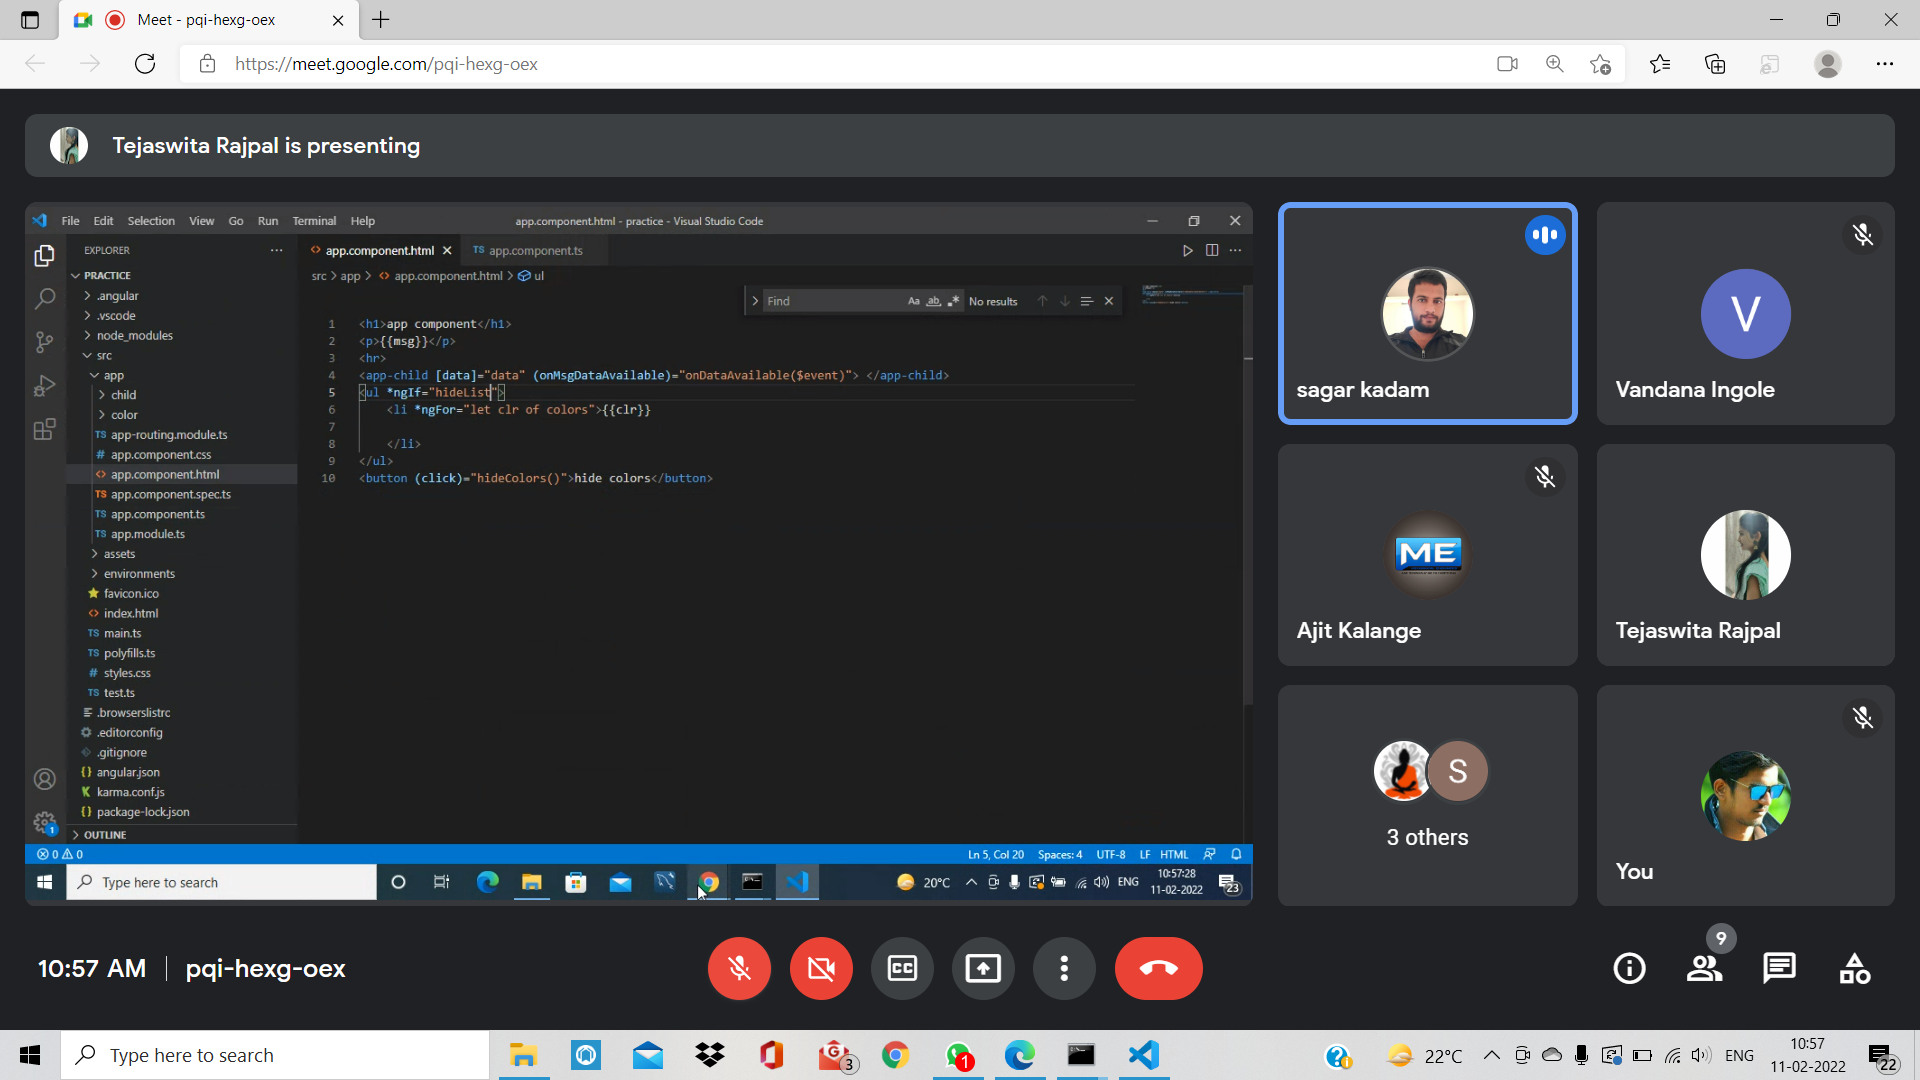 Meet - pqi-hexg-oex
https://meet.google.com/pqi-hexg-oex
Tejaswita Rajpal is presenting
File Edit Selection View Go Run Terminal Help
app.component.html - practice - Visual Studio Code
EXPLORER
PRACTICE
.angular
.vscode
node_modules
src
app
child
color
TS app-routing.module.ts
# app.component.css
<> app.component.html
TS app.component.spec.ts
TS app.component.ts
TS app.module.ts
assets
environments
favicon.ico
<> index.html
TS main.ts
TS polyfills.ts
# styles.css
TS test.ts
.browserslistrc
.editorconfig
.gitignore
{} angular.json
karma.conf.js
{} package-lock.json
OUTLINE
<> app.component.html
TS app.component.ts
src > app > <> app.component.html > ul
Find
Aa ab
No results
1 <h1>app component</h1>
2 <p>{{msg}}</p>
3 <hr>
4 <app-child [data]="data" (onMsgDataAvailable)="onDataAvailable($event)"> </app-child>
5 <ul *ngIf="hideList">
6 <li *ngFor="let clr of colors">{{clr}}
7
8 </li>
9 </ul>
10 <button (click)="hideColors()">hide colors</button>
1
0 0
Ln 5, Col 20 Spaces: 4 UTF-8 LF HTML
Type here to search
20°C
ENG
10:57:28
11-02-2022
23
sagar kadam
V
Vandana Ingole
ME
Ajit Kalange
Tejaswita Rajpal
S
3 others
You
10:57 AM | pqi-hexg-oex
CC
9
Type here to search
G
3
1
22°C
ENG
10:57
11-02-2022
22